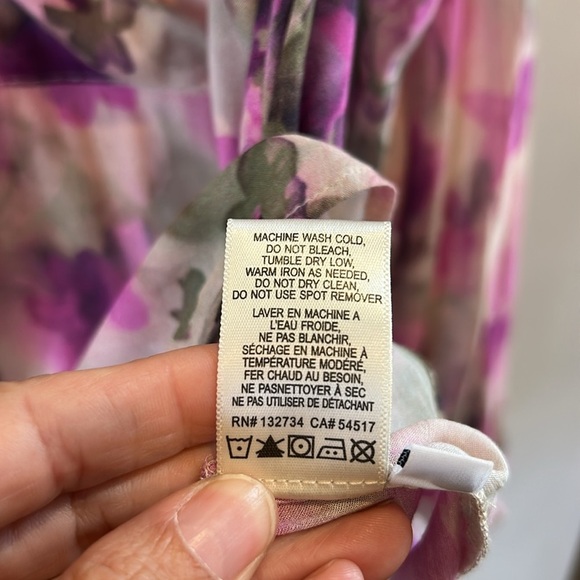 MACHINE WASH COLD,
DO NOT BLEACH,
TUMBLE DRY LOW,
WARM IRON AS NEEDED,
DO NOT DRY CLEAN,
DO NOT USE SPOT REMOVER
LAVER EN MACHINE A
L'EAU FROIDE,
NE PAS BLANCHIR,
SÉCHAGE EN MACHINE À
TEMPÉRATURE MODÉRÉ,
FER CHAUD AU BESOIN,
NE PASNETTOYER À SEC
NE PAS UTILISER DE DÉTACHANT
RN# 132734 CA# 54517